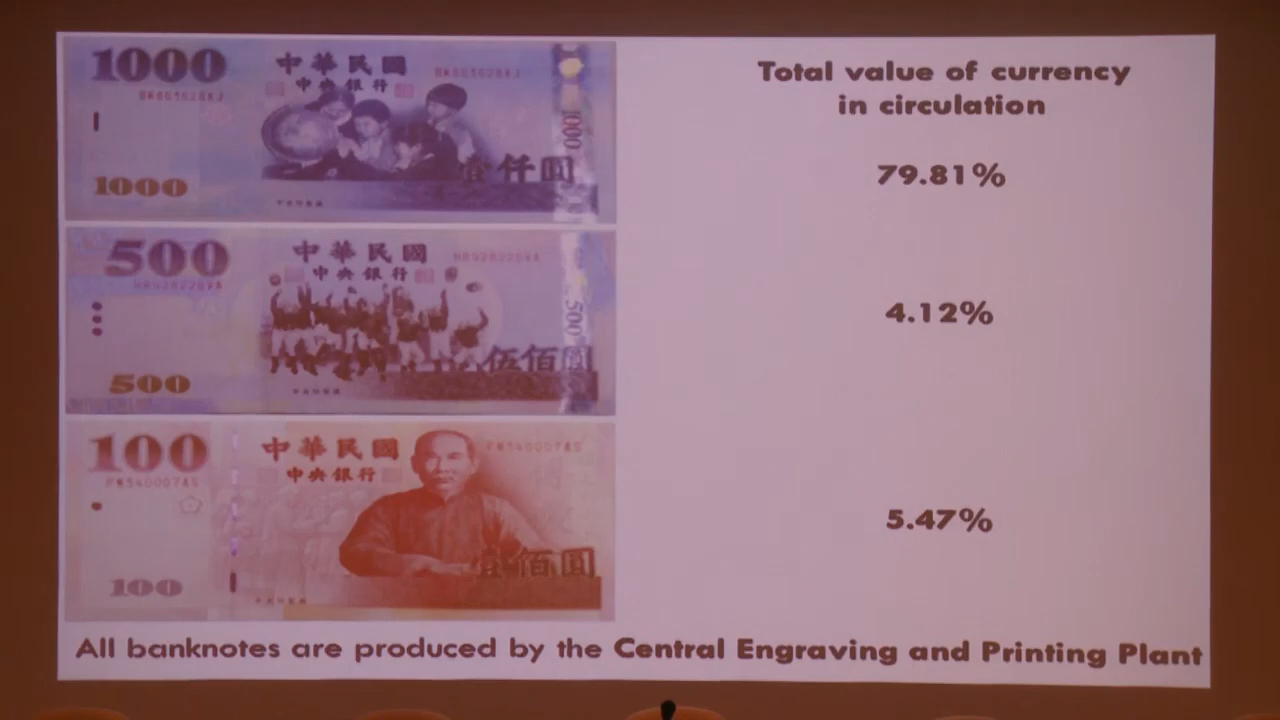 1000
中華民國
中央銀行
1000
1000
壹仟圓
500
中華民國
中央銀行
500
500
伍佰圓
100
中華民國
中央銀行
100
壹佰圓
Total value of currency
in circulation
79.81%
4.12%
5.47%
All banknotes are produced by the Central Engraving and Printing Plant